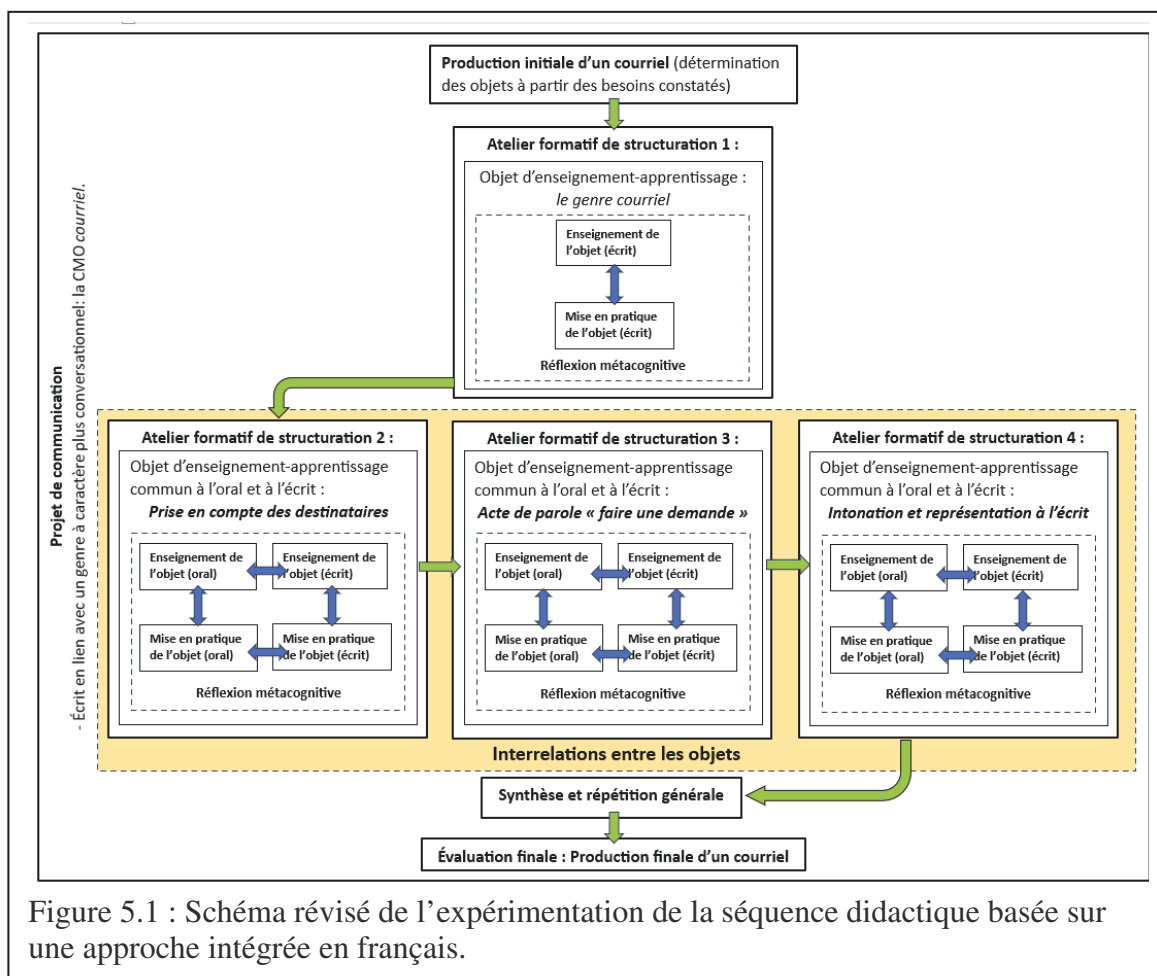 Projet de communication
- Écrit en lien avec un genre à caractère plus conversationnel: la CMO courriel.
Production initiale d'un courriel (détermination
des objets à partir des besoins constatés)
Atelier formatif de structuration 1 :
Objet d'enseignement-apprentissage :
le genre courriel
Enseignement de
l'objet (écrit)
Mise en pratique
de l'objet (écrit)
Réflexion métacognitive
Atelier formatif de structuration 2 :
Objet d'enseignement-apprentissage
commun à l'oral et à l'écrit :
Prise en compte des destinataires
Enseignement de
l'objet (oral)
Enseignement de
l'objet (écrit)
Mise en pratique
de l'objet (oral)
Mise en pratique
de l'objet (écrit)
Réflexion métacognitive
Atelier formatif de structuration 3 :
Objet d'enseignement-apprentissage
commun à l'oral et à l'écrit :
Acte de parole « faire une demande »
Enseignement de
l'objet (oral)
Enseignement de
l'objet (écrit)
Mise en pratique
de l'objet (oral)
Mise en pratique
de l'objet (écrit)
Réflexion métacognitive
Atelier formatif de structuration 4 :
Objet d'enseignement-apprentissage
commun à l'oral et à l'écrit :
Intonation et représentation à l'écrit
Enseignement de
l'objet (oral)
Enseignement de
l'objet (écrit)
Mise en pratique
de l'objet (oral)
Mise en pratique
de l'objet (écrit)
Réflexion métacognitive
Interrelations entre les objets
Synthèse et répétition générale
Évaluation finale : Production finale d'un courriel
Figure 5.1 : Schéma révisé de l'expérimentation de la séquence didactique basée sur
une approche intégrée en français.